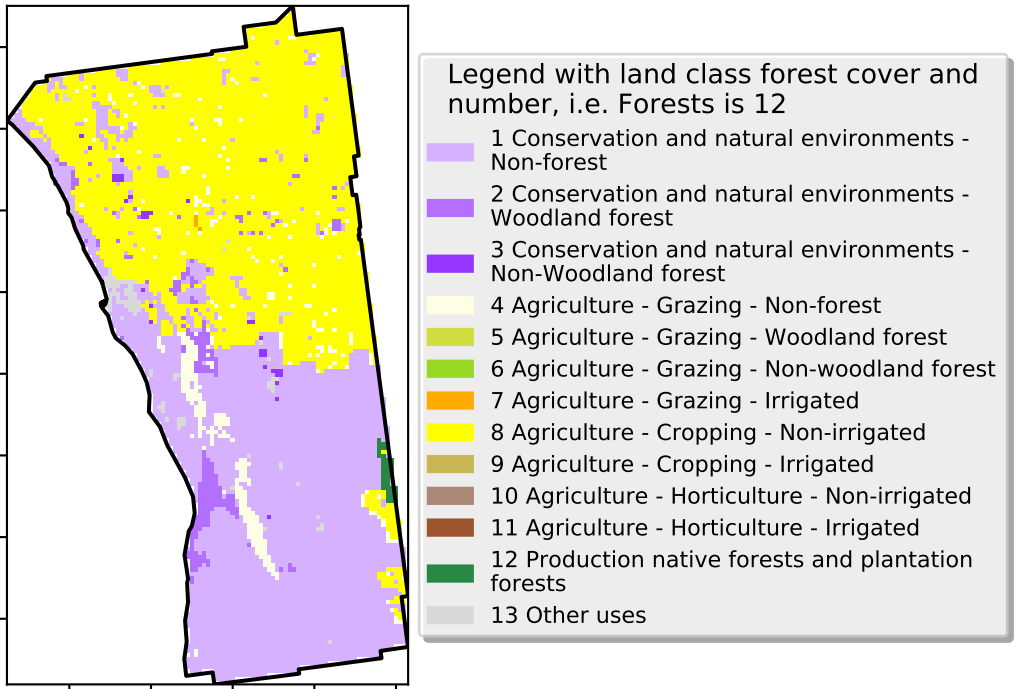 Legend with land class forest cover and
number, i.e. Forests is 12
1 Conservation and natural environments -
Non-forest
2 Conservation and natural environments -
Woodland forest
3 Conservation and natural environments -
Non-Woodland forest
4 Agriculture - Grazing - Non-forest
5 Agriculture - Grazing - Woodland forest
6 Agriculture - Grazing - Non-woodland forest
7 Agriculture - Grazing - Irrigated
8 Agriculture - Cropping - Non-irrigated
9 Agriculture - Cropping - Irrigated
10 Agriculture - Horticulture - Non-irrigated
11 Agriculture - Horticulture - Irrigated
12 Production native forests and plantation
forests
13 Other uses